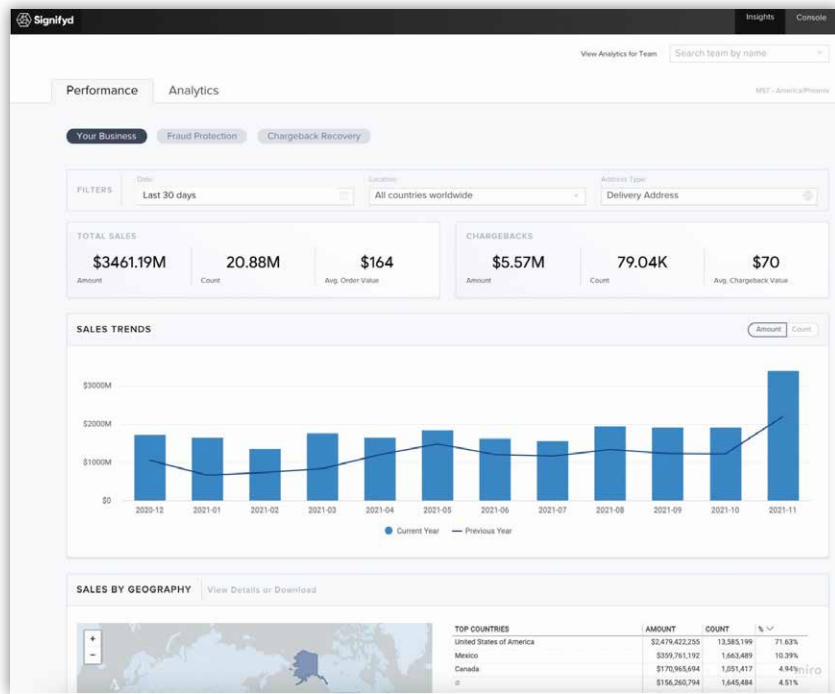 Signifyd
Insights Console
View Analytics for Team Search team by name
Performance Analytics
MST - America/Phoenix
Your Business Fraud Protection Chargeback Recovery
Date: Location: Address Type:
FILTERS Last 30 days All countries worldwide Delivery Address
TOTAL SALES CHARGEBACKS
$3461.19M 20.88M $164 $5.57M 79.04K $70
Amount Count Avg. Order Value Amount Count Avg. Chargeback Value
SALES TRENDS Amount Count
$3000M
$2000M
$1000M
$0
2020-12 2021-01 2021-02 2021-03 2021-04 2021-05 2021-06 2021-07 2021-08 2021-09 2021-10 2021-11
Current Year Previous Year
SALES BY GEOGRAPHY View Details or Download
+
-
TOP COUNTRIES AMOUNT COUNT %
United States of America $2,479,422,255 13,585,199 71.63%
Mexico $359,761,192 1,663,489 10.39%
Canada $170,965,694 1,051,417 4.94%
ø $156,260,794 1,645,484 4.51%
miro